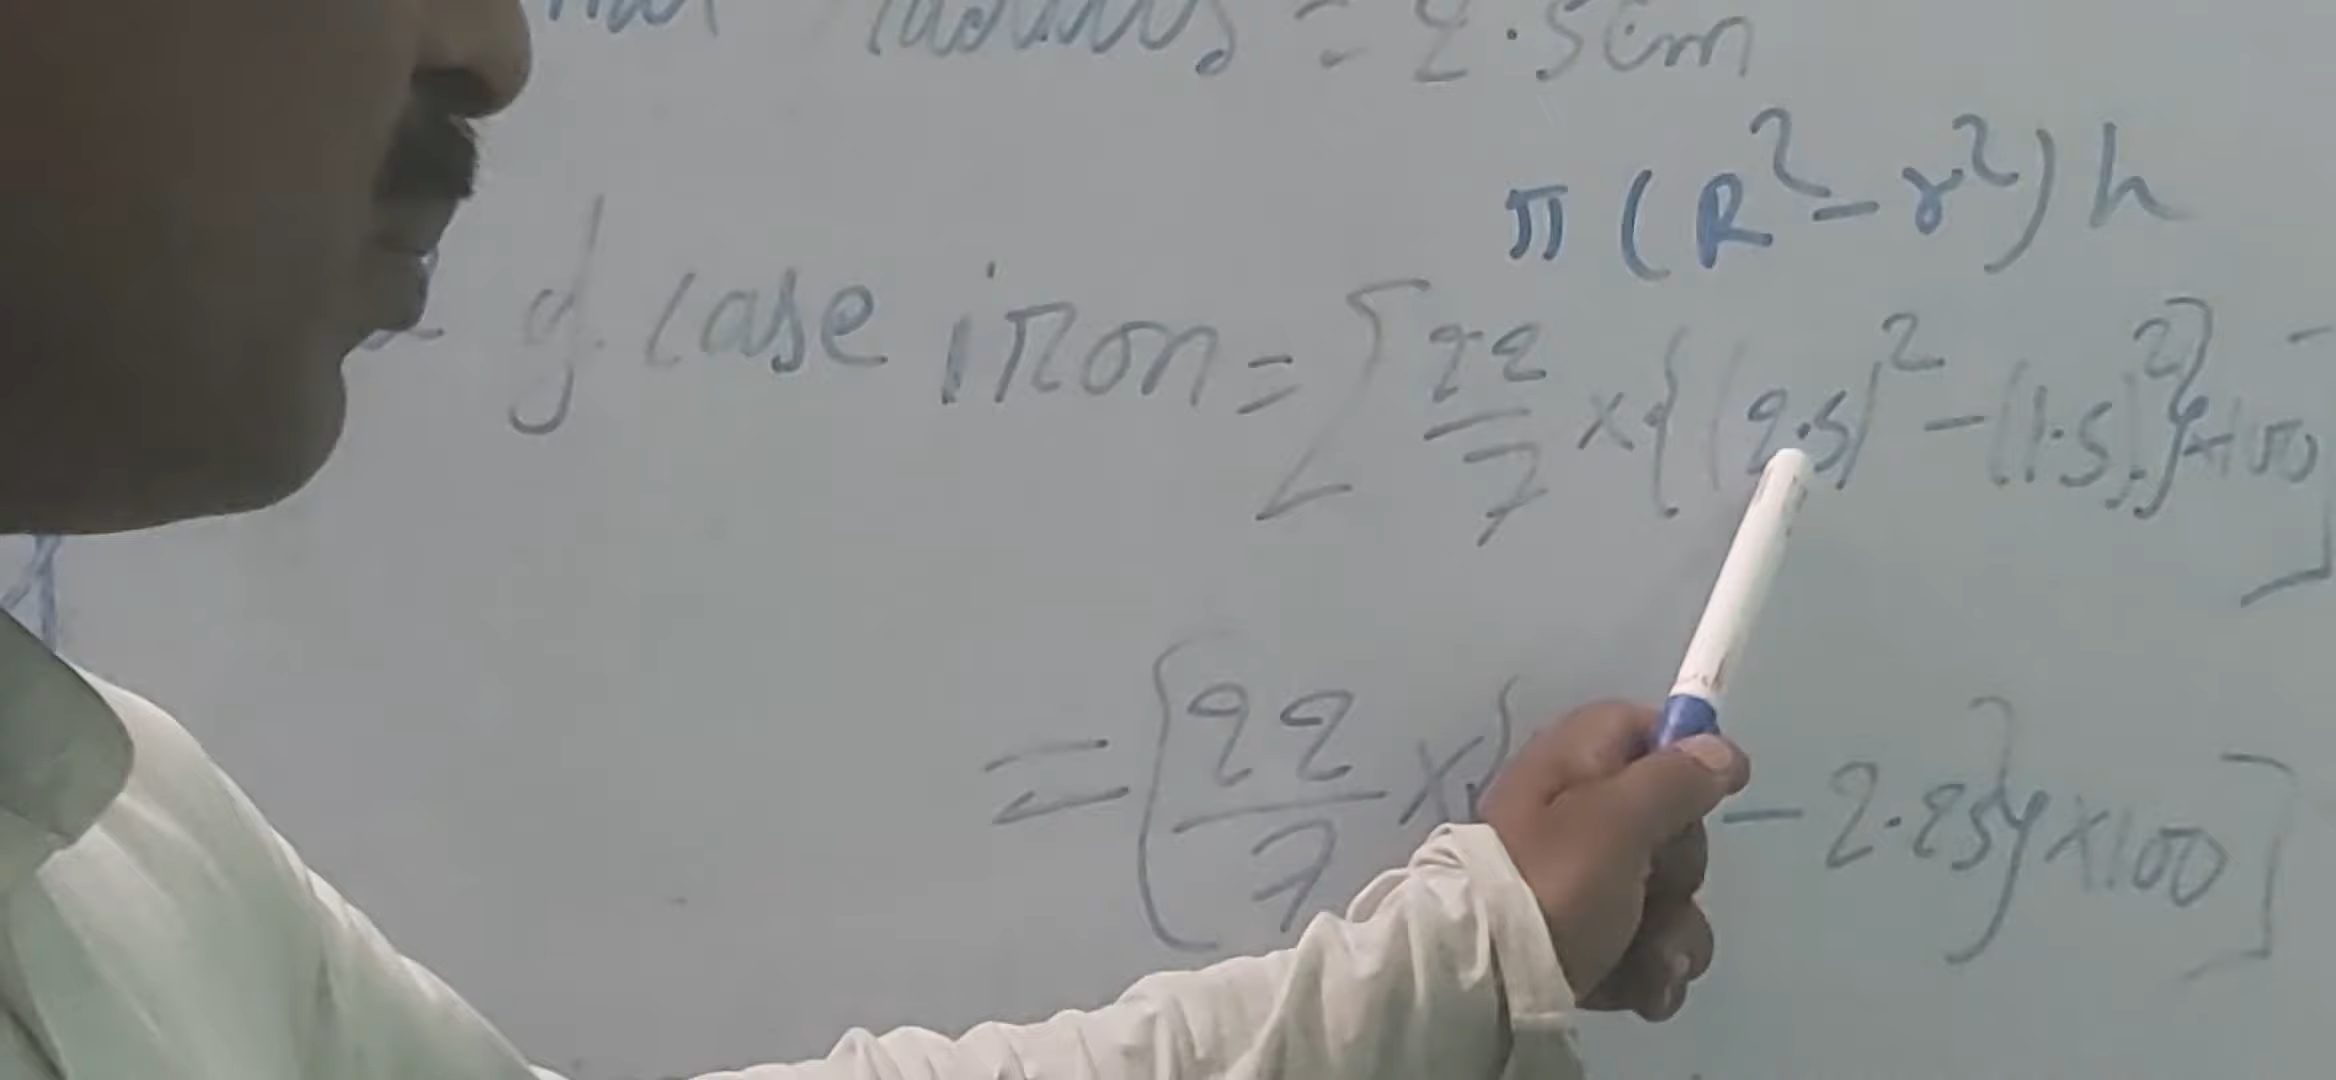 radius = 2.5cm
π(R²-r²)h
of case iron = [22/7 × {(2.5)² - (1.5)²} × 100]
= [22/7 × { - 2.25} × 100]